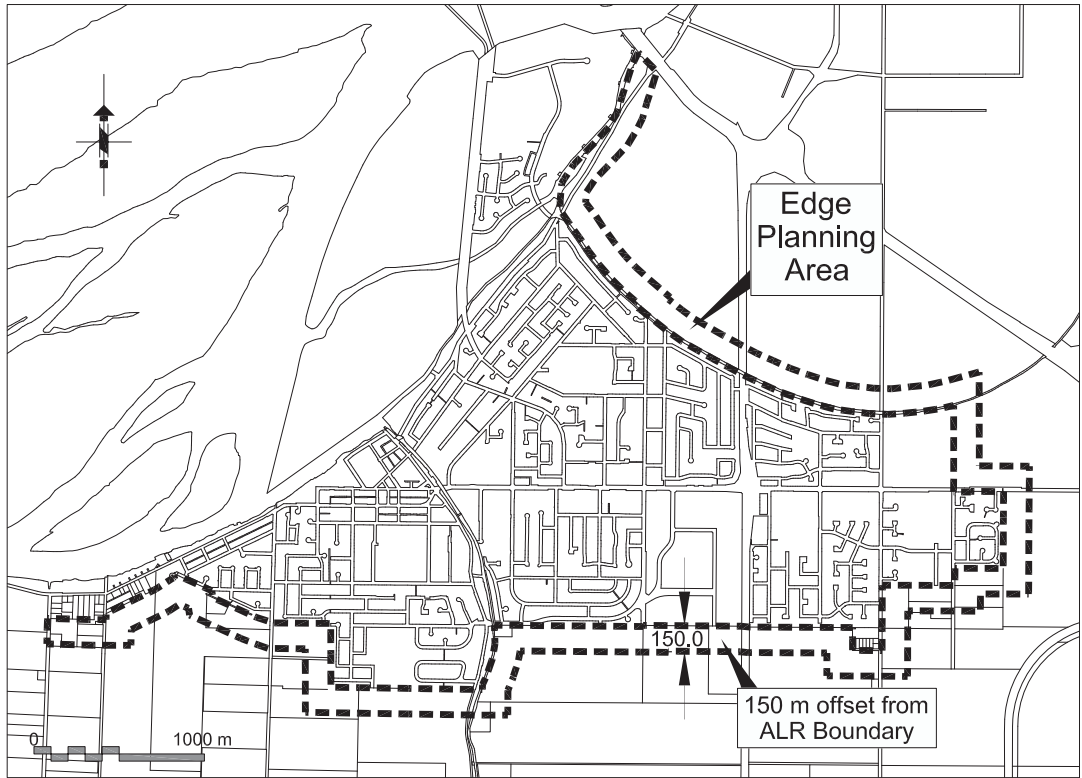 Edge
Planning
Area
150.0
150 m offset from
ALR Boundary
0 1000 m